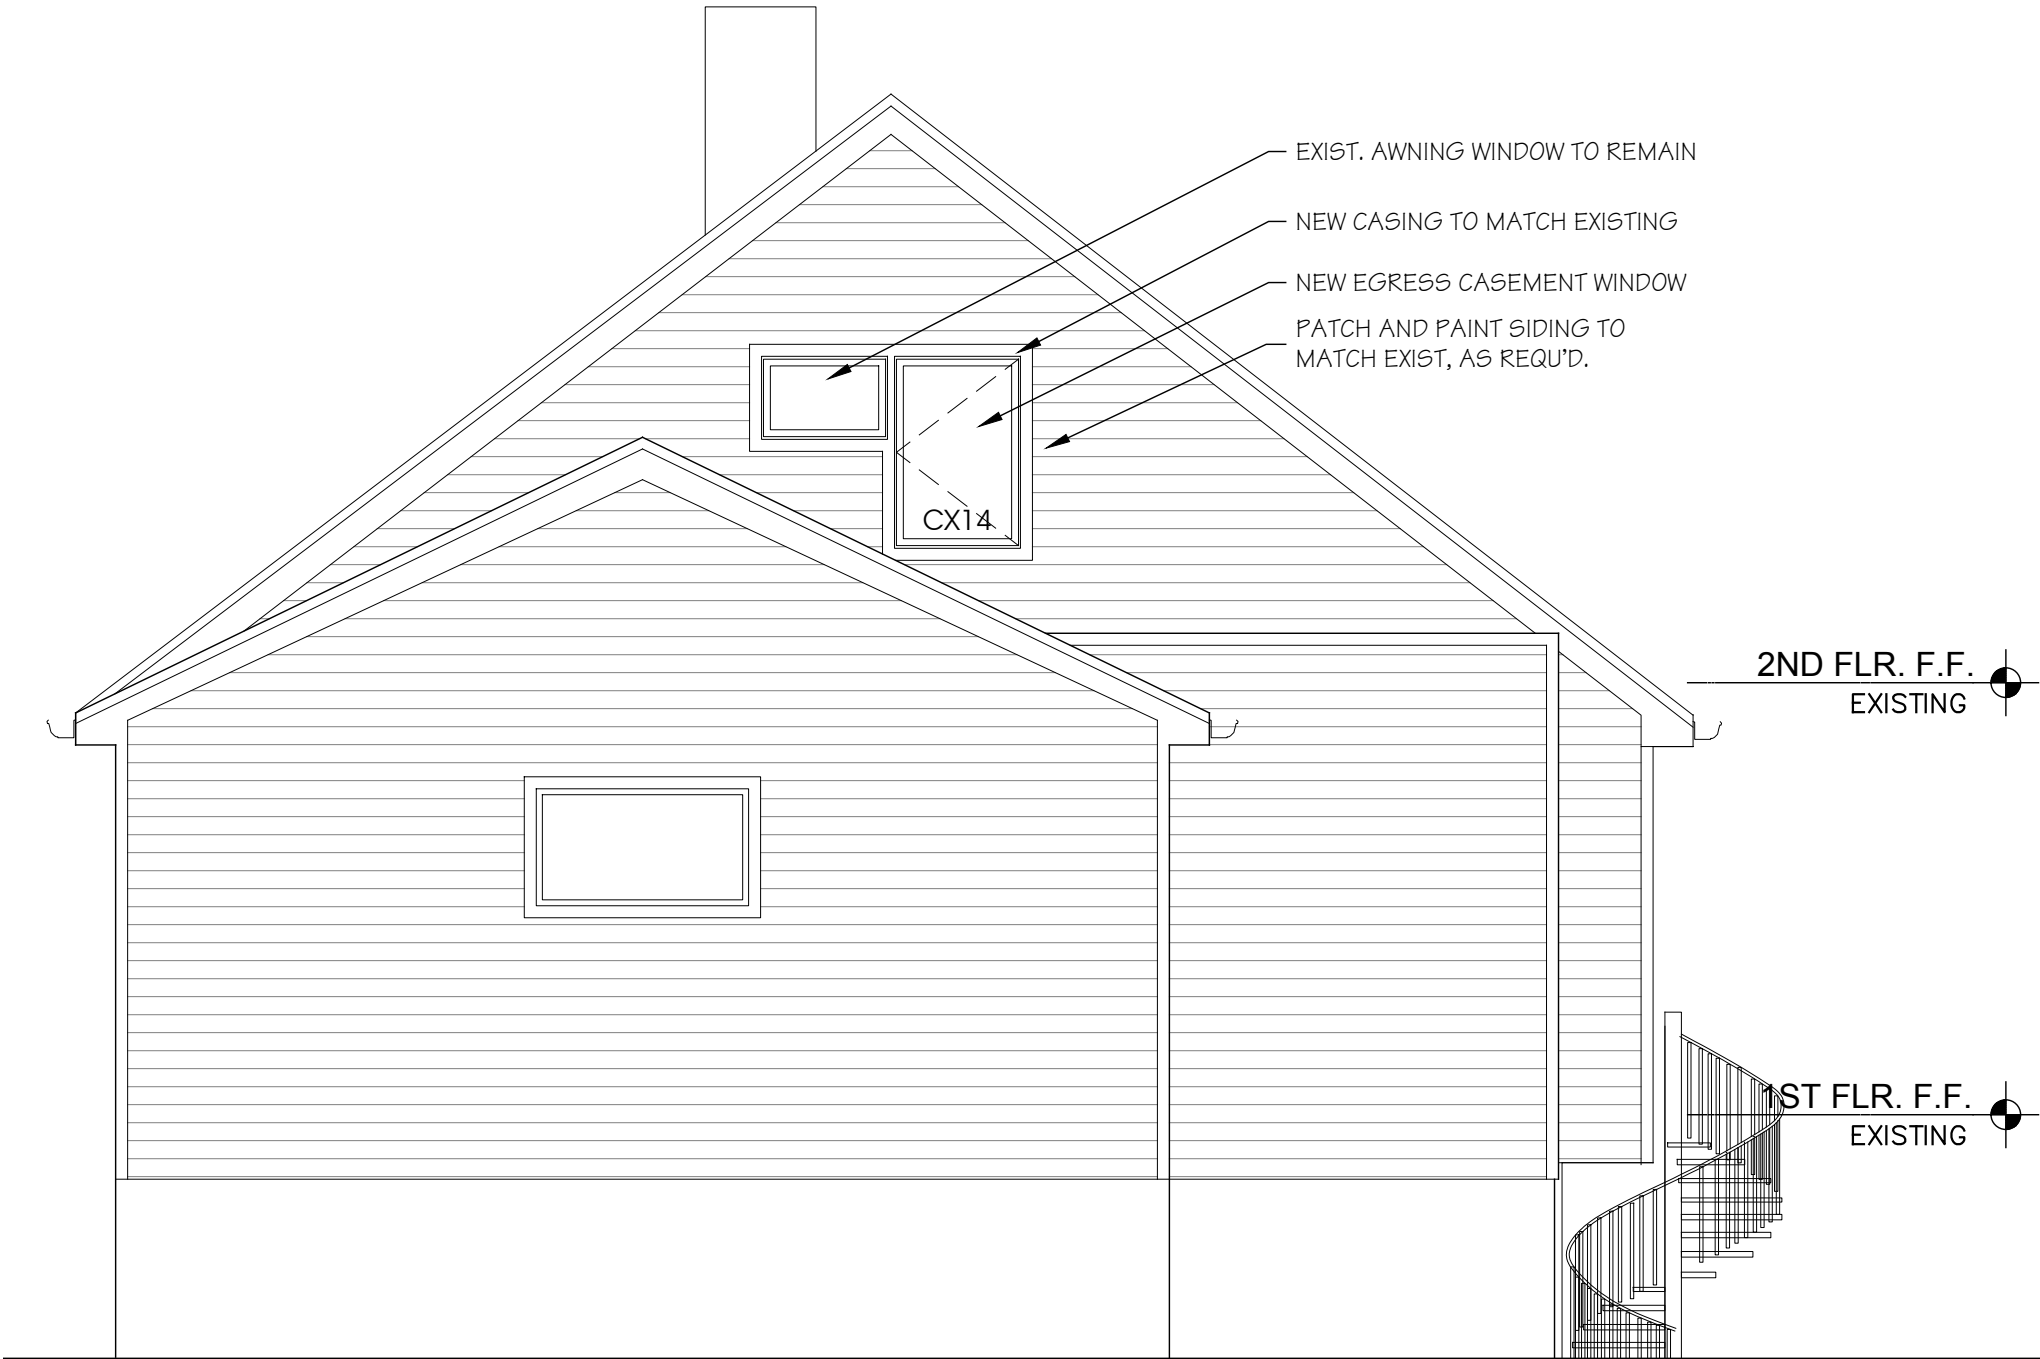 EXIST. AWNING WINDOW TO REMAIN
NEW CASING TO MATCH EXISTING
NEW EGRESS CASEMENT WINDOW
PATCH AND PAINT SIDING TO
MATCH EXIST, AS REQU'D.
CX14
2ND FLR. F.F.
EXISTING
1ST FLR. F.F.
EXISTING